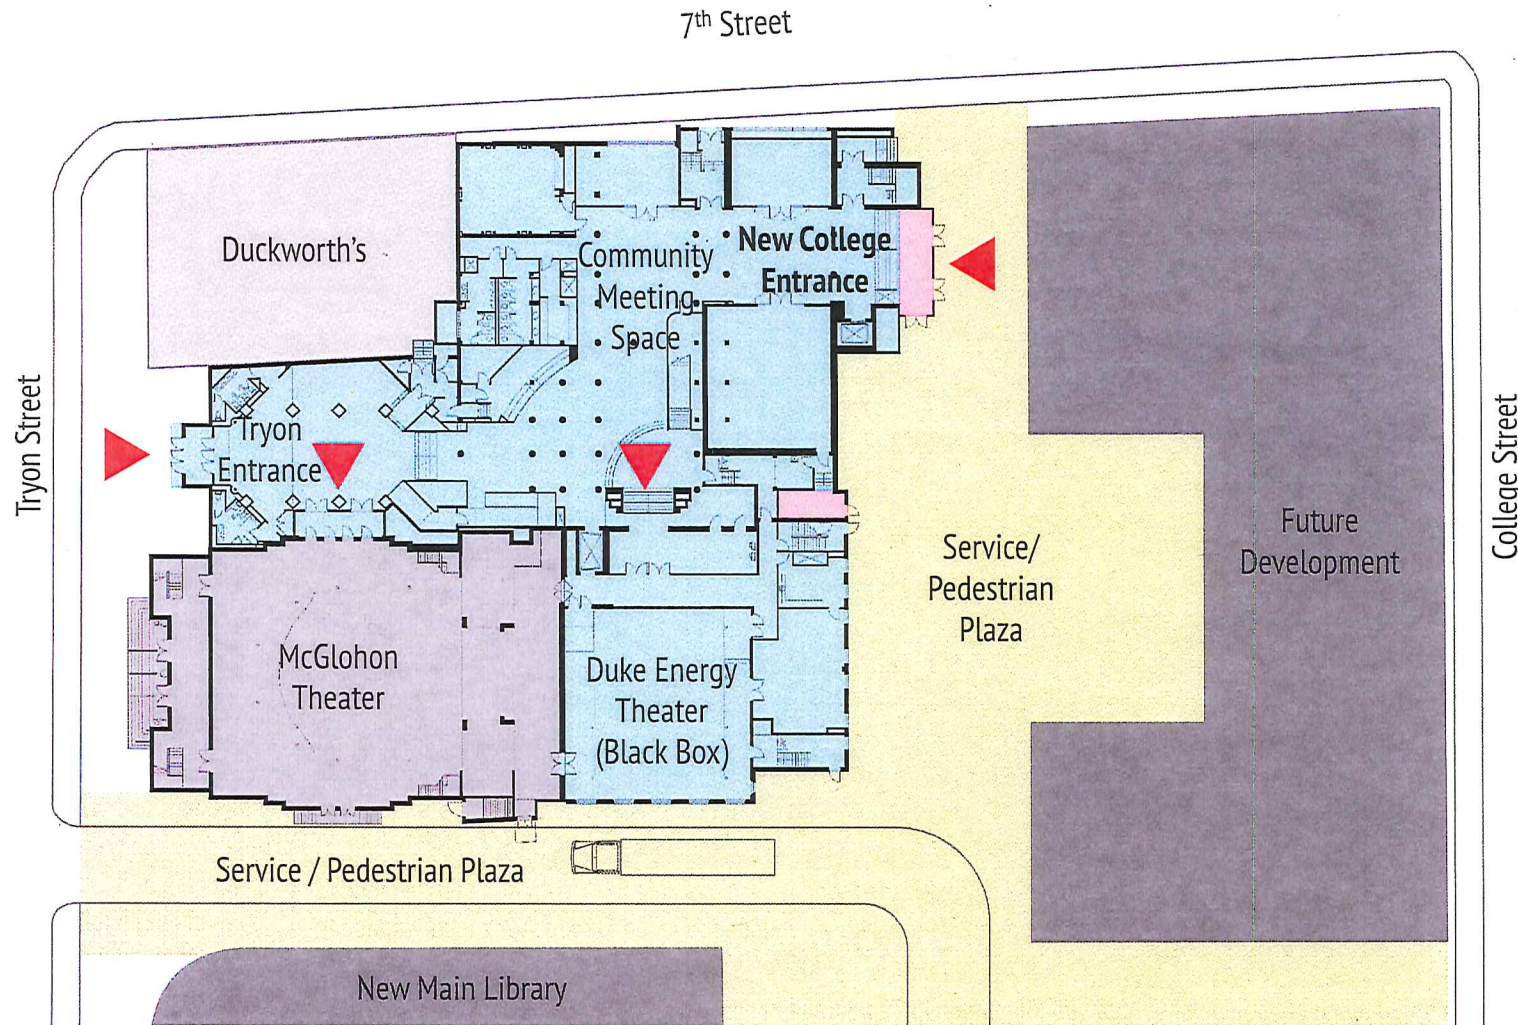 7th Street
Duckworth's
Community
Meeting
Space
New College
Entrance
Tryon Street
Tryon
Entrance
College Street
Future
Development
Service/
Pedestrian
Plaza
McGlohon
Theater
Duke Energy
Theater
(Black Box)
Service / Pedestrian Plaza
New Main Library